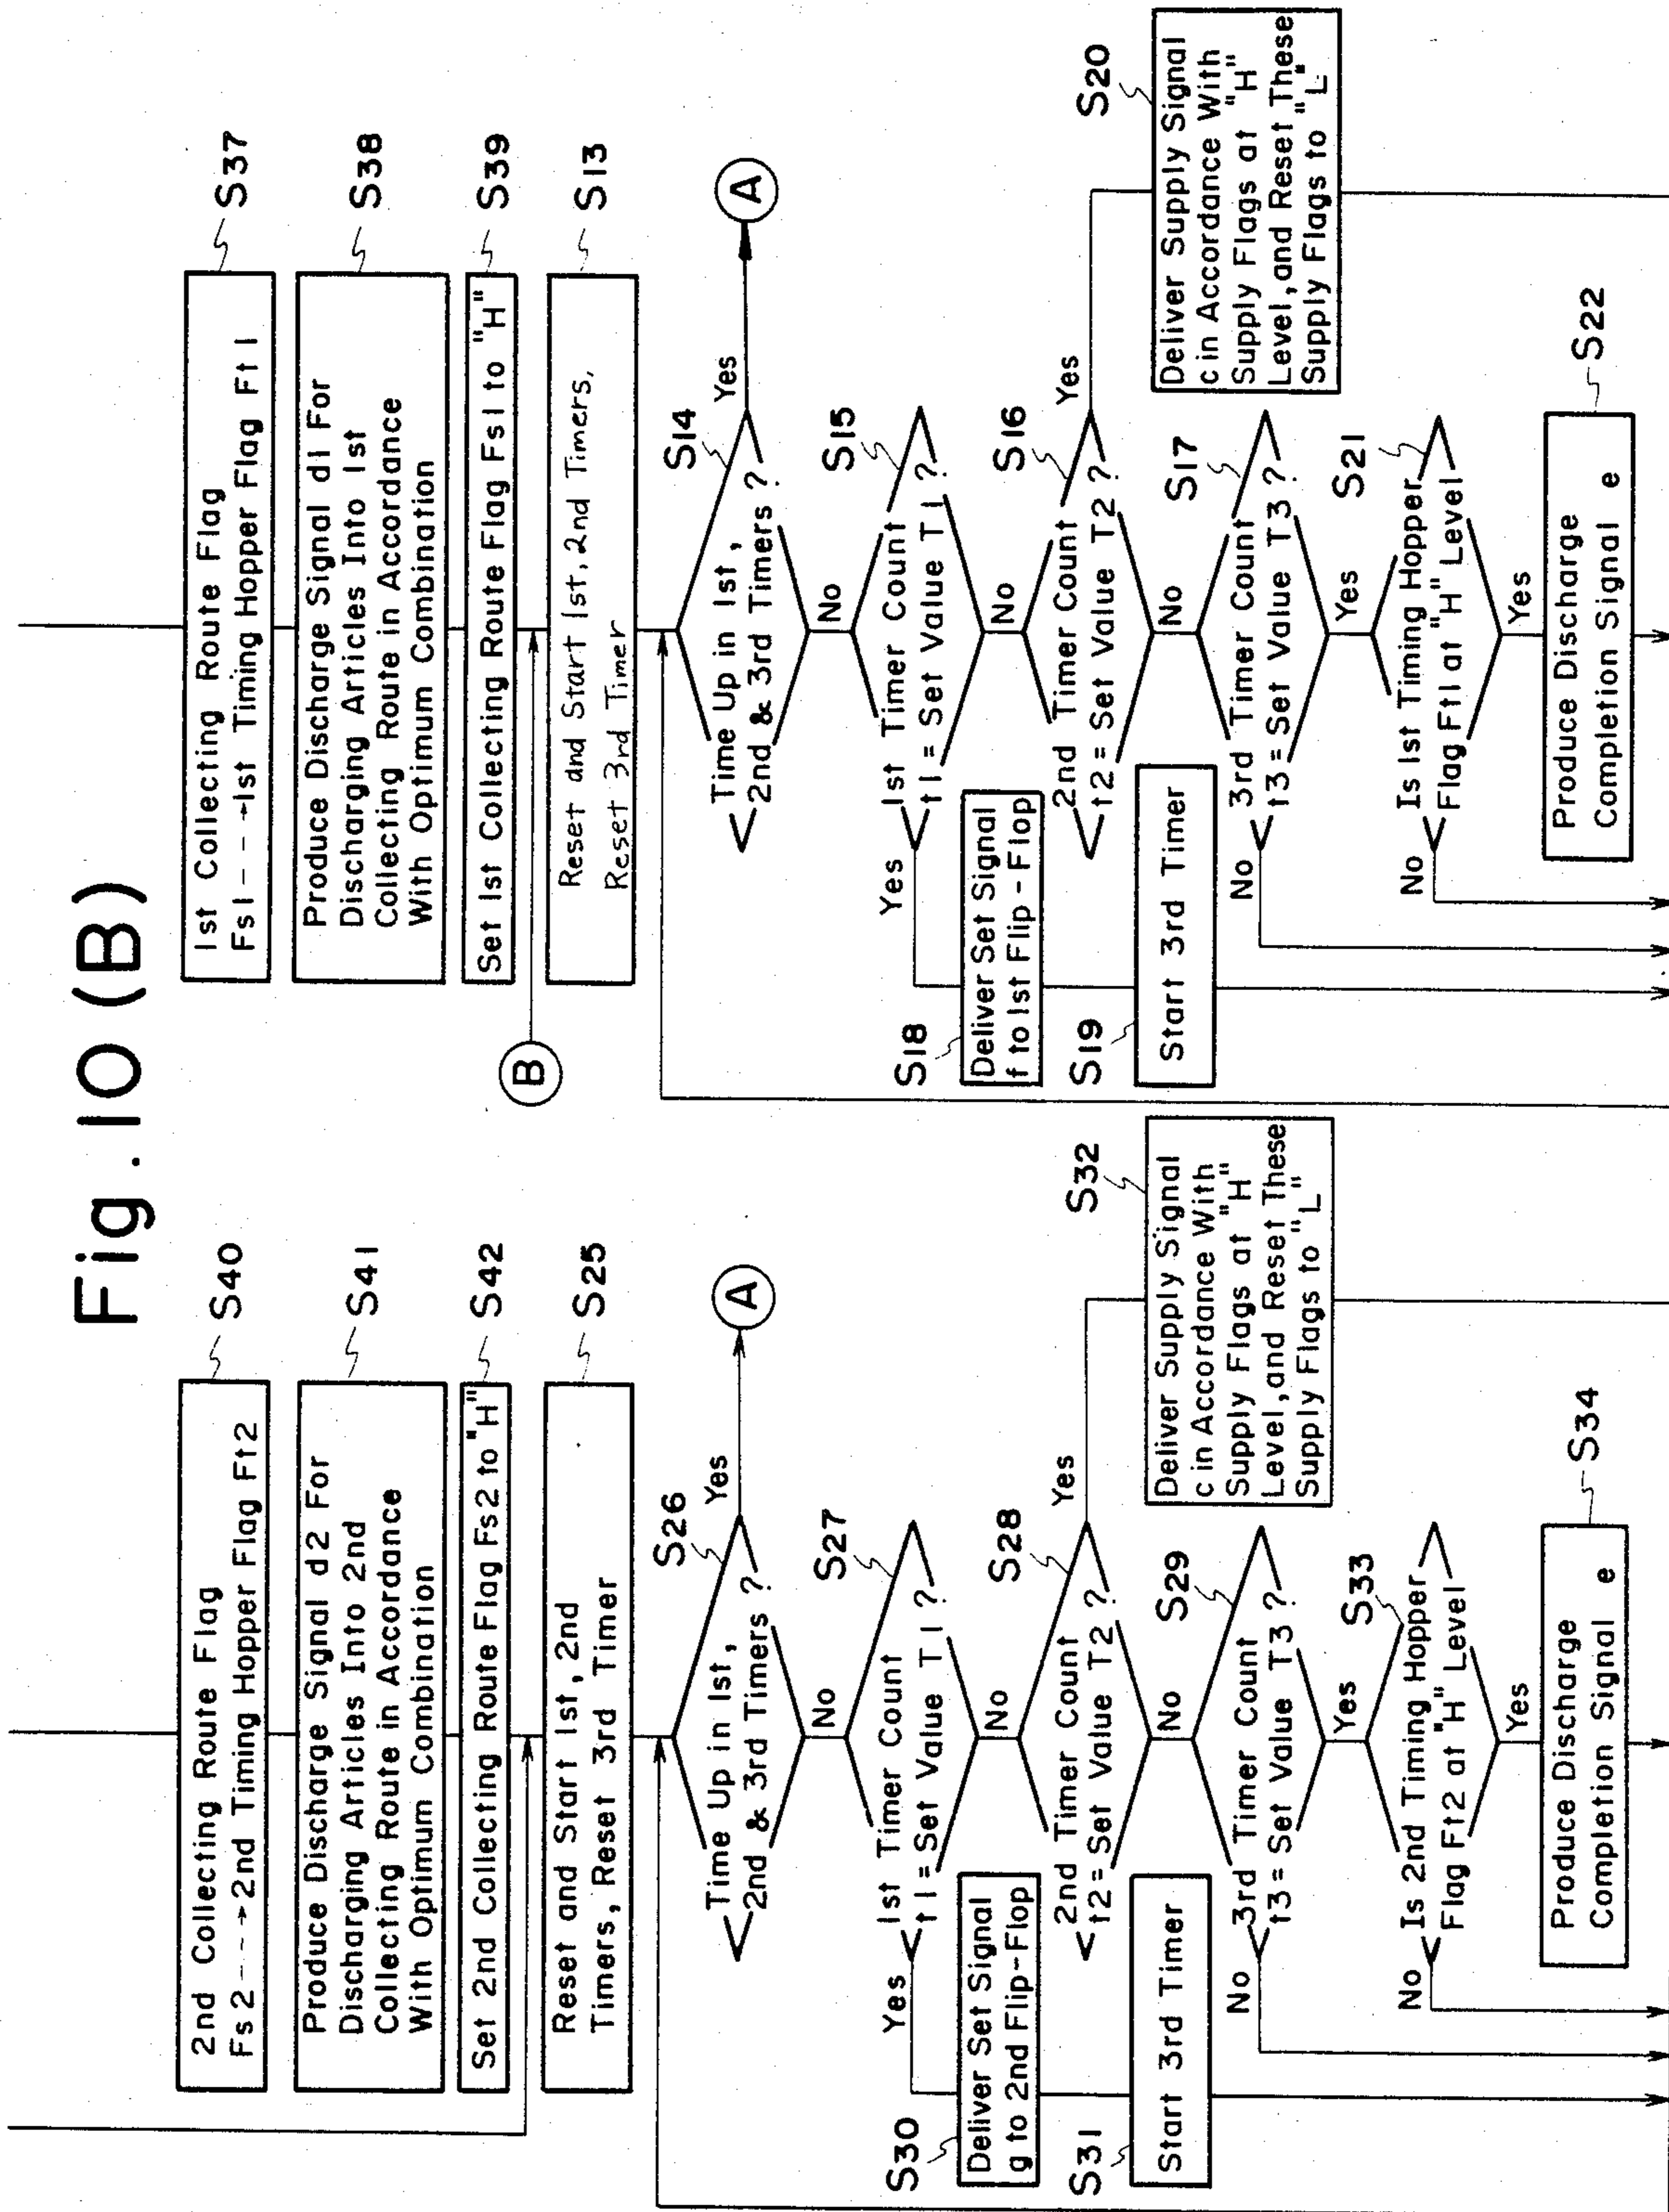 Fig. 10 (B)
2nd Collecting Route Flag
Fs2 ---→ 2nd Timing Hopper Flag Ft2
S40
Produce Discharge Signal d2 For
Discharging Articles Into 2nd
Collecting Route in Accordance
With Optimum Combination
S41
Set 2nd Collecting Route Flag Fs2 to "H"
S42
Reset and Start 1st, 2nd
Timers, Reset 3rd Timer
S25
Time Up in 1st,
2nd & 3rd Timers ?
S26
Yes
A
No
1st Timer Count
t1 = Set Value T1 ?
S27
Yes
S30
Deliver Set Signal
g to 2nd Flip-Flop
S31
Start 3rd Timer
No
2nd Timer Count
t2 = Set Value T2 ?
S28
Yes
S32
Deliver Supply Signal
c in Accordance With
Supply Flags at "H"
Level, and Reset These
Supply Flags to "L"
No
3rd Timer Count
t3 = Set Value T3 ?
S29
No
Yes
Is 2nd Timing Hopper
Flag Ft2 at "H" Level
S33
No
Yes
Produce Discharge
Completion Signal e
S34
1st Collecting Route Flag
Fs1 --→ 1st Timing Hopper Flag Ft1
S37
Produce Discharge Signal d1 For
Discharging Articles Into 1st
Collecting Route in Accordance
With Optimum Combination
S38
Set 1st Collecting Route Flag Fs1 to "H"
S39
B
Reset and Start 1st, 2nd Timers,
Reset 3rd Timer
S13
Time Up in 1st,
2nd & 3rd Timers ?
S14
Yes
A
No
1st Timer Count
t1 = Set Value T1 ?
S15
Yes
S18
Deliver Set Signal
f to 1st Flip-Flop
S19
Start 3rd Timer
No
2nd Timer Count
t2 = Set Value T2 ?
S16
Yes
S20
Deliver Supply Signal
c in Accordance With
Supply Flags at "H"
Level, and Reset These
Supply Flags to "L"
No
3rd Timer Count
t3 = Set Value T3 ?
S17
No
Yes
Is 1st Timing Hopper
Flag Ft1 at "H" Level
S21
No
Yes
Produce Discharge
Completion Signal e
S22